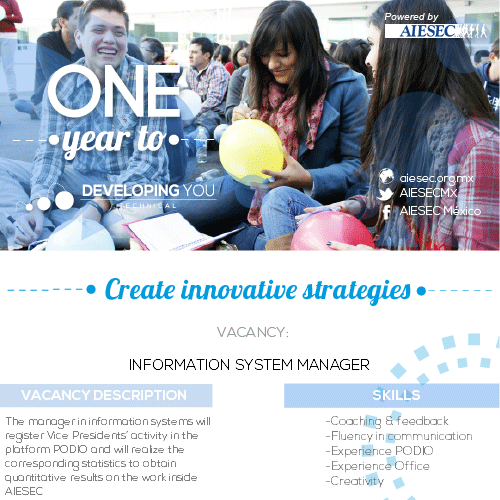 Powered by
AIESEC
ONE
year to
DEVELOPING YOU
TECHNICAL
aiesec.org.mx
AIESECMX
AIESEC México
Create innovative strategies
VACANCY:
INFORMATION SYSTEM MANAGER
VACANCY DESCRIPTION
The manager in information systems will
register Vice Presidents' activity in the
platform PODIO and will realize the
corresponding statistics to obtain
quantitative results on the work inside
AIESEC
SKILLS
-Coaching & feedback
-Fluency in communication
-Experience PODIO
-Experience Office
-Creativity